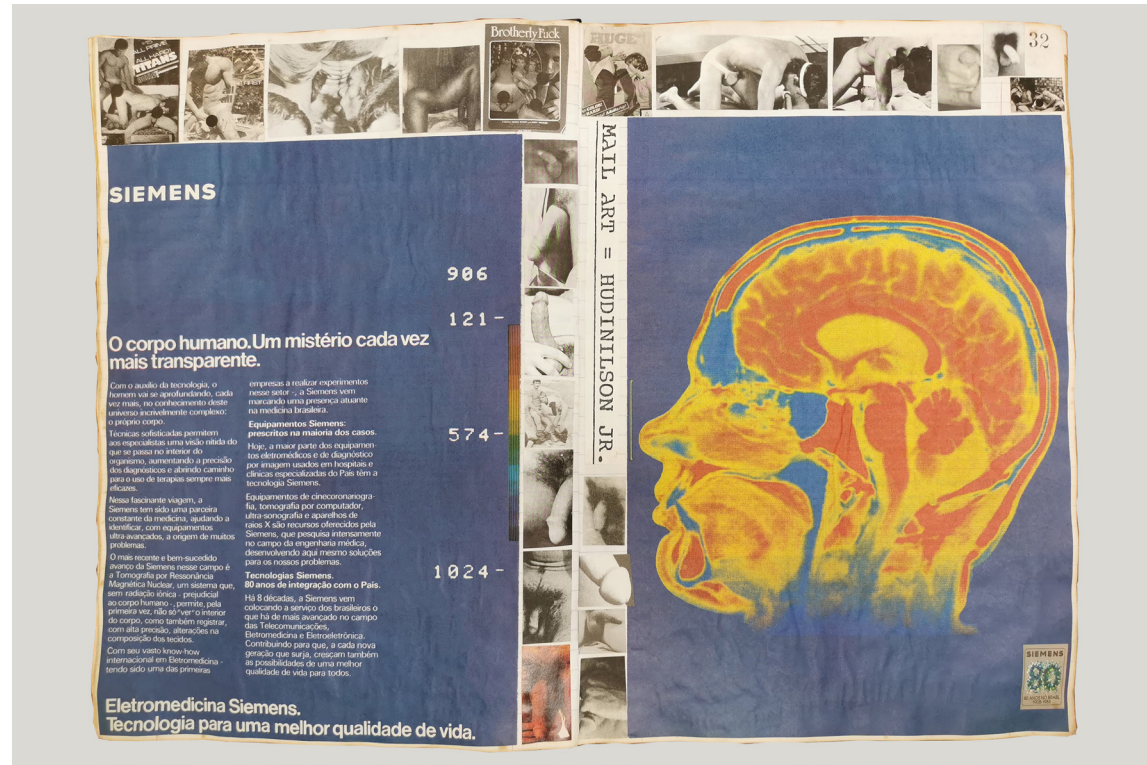 ALL PRIME
ALL HARD!
TITANS
Brotherly Fuck
HUGE!
32
SIEMENS
906
121-
574-
1024-
O corpo humano. Um mistério cada vez
mais transparente.
Com o auxílio da tecnologia, o
homem vai se aprofundando, cada
vez mais, no conhecimento deste
universo incrivelmente complexo:
o próprio corpo.
Técnicas sofisticadas permitem
aos especialistas uma visão nítida do
que se passa no interior do
organismo, aumentando a precisão
dos diagnósticos e abrindo caminho
para o uso de terapias sempre mais
eficazes.
Nessa fascinante viagem, a
Siemens tem sido uma parceira
constante da medicina, ajudando a
identificar, com equipamentos
ultra-avançados, a origem de muitos
problemas.
O mais recente e bem-sucedido
avanço da Siemens nesse campo é
a Tomografia por Ressonância
Magnética Nuclear, um sistema que,
sem radiação iônica - prejudicial
ao corpo humano -, permite, pela
primeira vez, não só "ver" o interior
do corpo, como também registrar,
com alta precisão, alterações na
composição dos tecidos.
Com seu vasto know-how
internacional em Eletromedicina -
tendo sido uma das primeiras
empresas a realizar experimentos
nesse setor -, a Siemens vem
marcando uma presença atuante
na medicina brasileira.
Equipamentos Siemens:
prescritos na maioria dos casos.
Hoje, a maior parte dos equipamen-
tos eletromédicos e de diagnóstico
por imagem usados em hospitais e
clínicas especializadas do País têm a
tecnologia Siemens.
Equipamentos de cinecoronariogra-
fia, tomografia por computador,
ultra-sonografia e aparelhos de
raios X são recursos oferecidos pela
Siemens, que pesquisa intensamente
no campo da engenharia médica,
desenvolvendo aqui mesmo soluções
para os nossos problemas.
Tecnologias Siemens.
80 anos de integração com o País.
Há 8 décadas, a Siemens vem
colocando a serviço dos brasileiros o
que há de mais avançado no campo
das Telecomunicações,
Eletromedicina e Eletroeletrônica.
Contribuindo para que, a cada nova
geração que surja, cresçam também
as possibilidades de uma melhor
qualidade de vida para todos.
Eletromedicina Siemens.
Tecnologia para uma melhor qualidade de vida.
MAIL ART = HUDINILSON JR.
SIEMENS
80